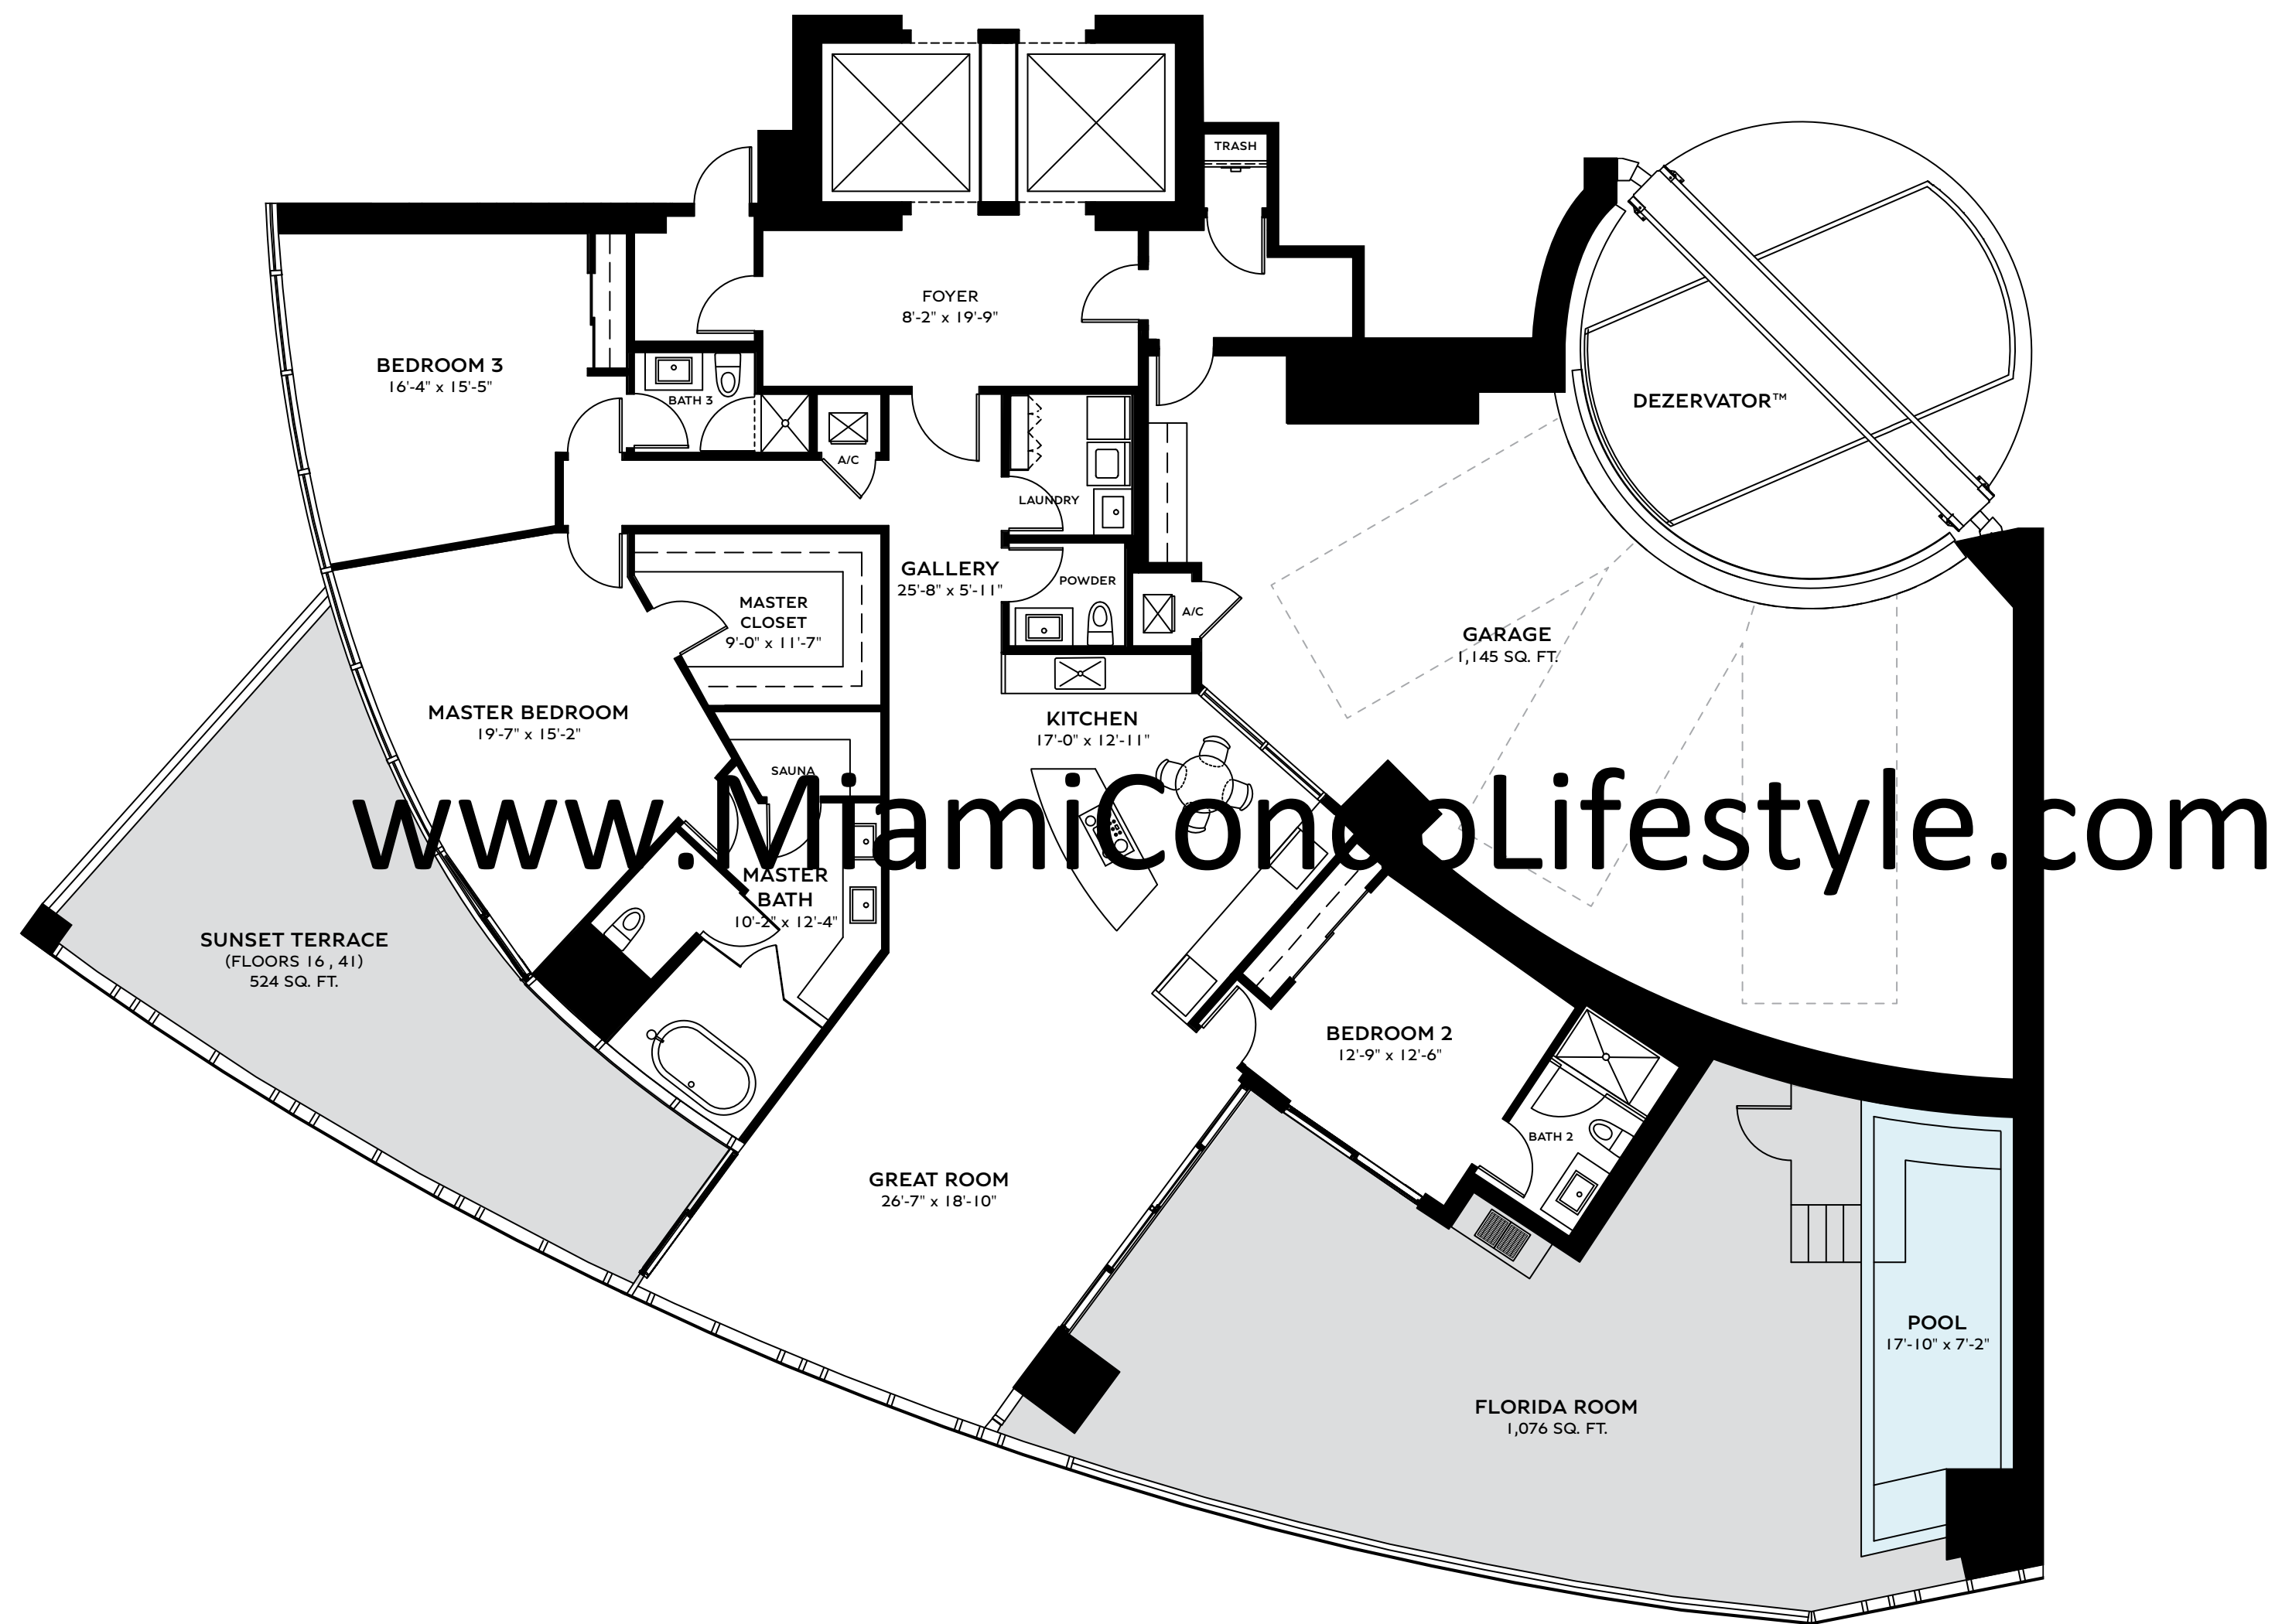 TRASH
FOYER
8'-2" x 19'-9"
BEDROOM 3
16'-4" x 15'-5"
BATH 3
A/C
DEZERVATOR™
LAUNDRY
GALLERY
25'-8" x 5'-11"
POWDER
A/C
MASTER
CLOSET
9'-0" x 11'-7"
GARAGE
1,145 SQ. FT.
MASTER BEDROOM
19'-7" x 15'-2"
KITCHEN
17'-0" x 12'-11"
SAUNA
www.MiamiCondoLifestyle.com
MASTER
BATH
10'-2" x 12'-4"
SUNSET TERRACE
(FLOORS 16 , 41)
524 SQ. FT.
BEDROOM 2
12'-9" x 12'-6"
BATH 2
GREAT ROOM
26'-7" x 18'-10"
POOL
17'-10" x 7'-2"
FLORIDA ROOM
1,076 SQ. FT.